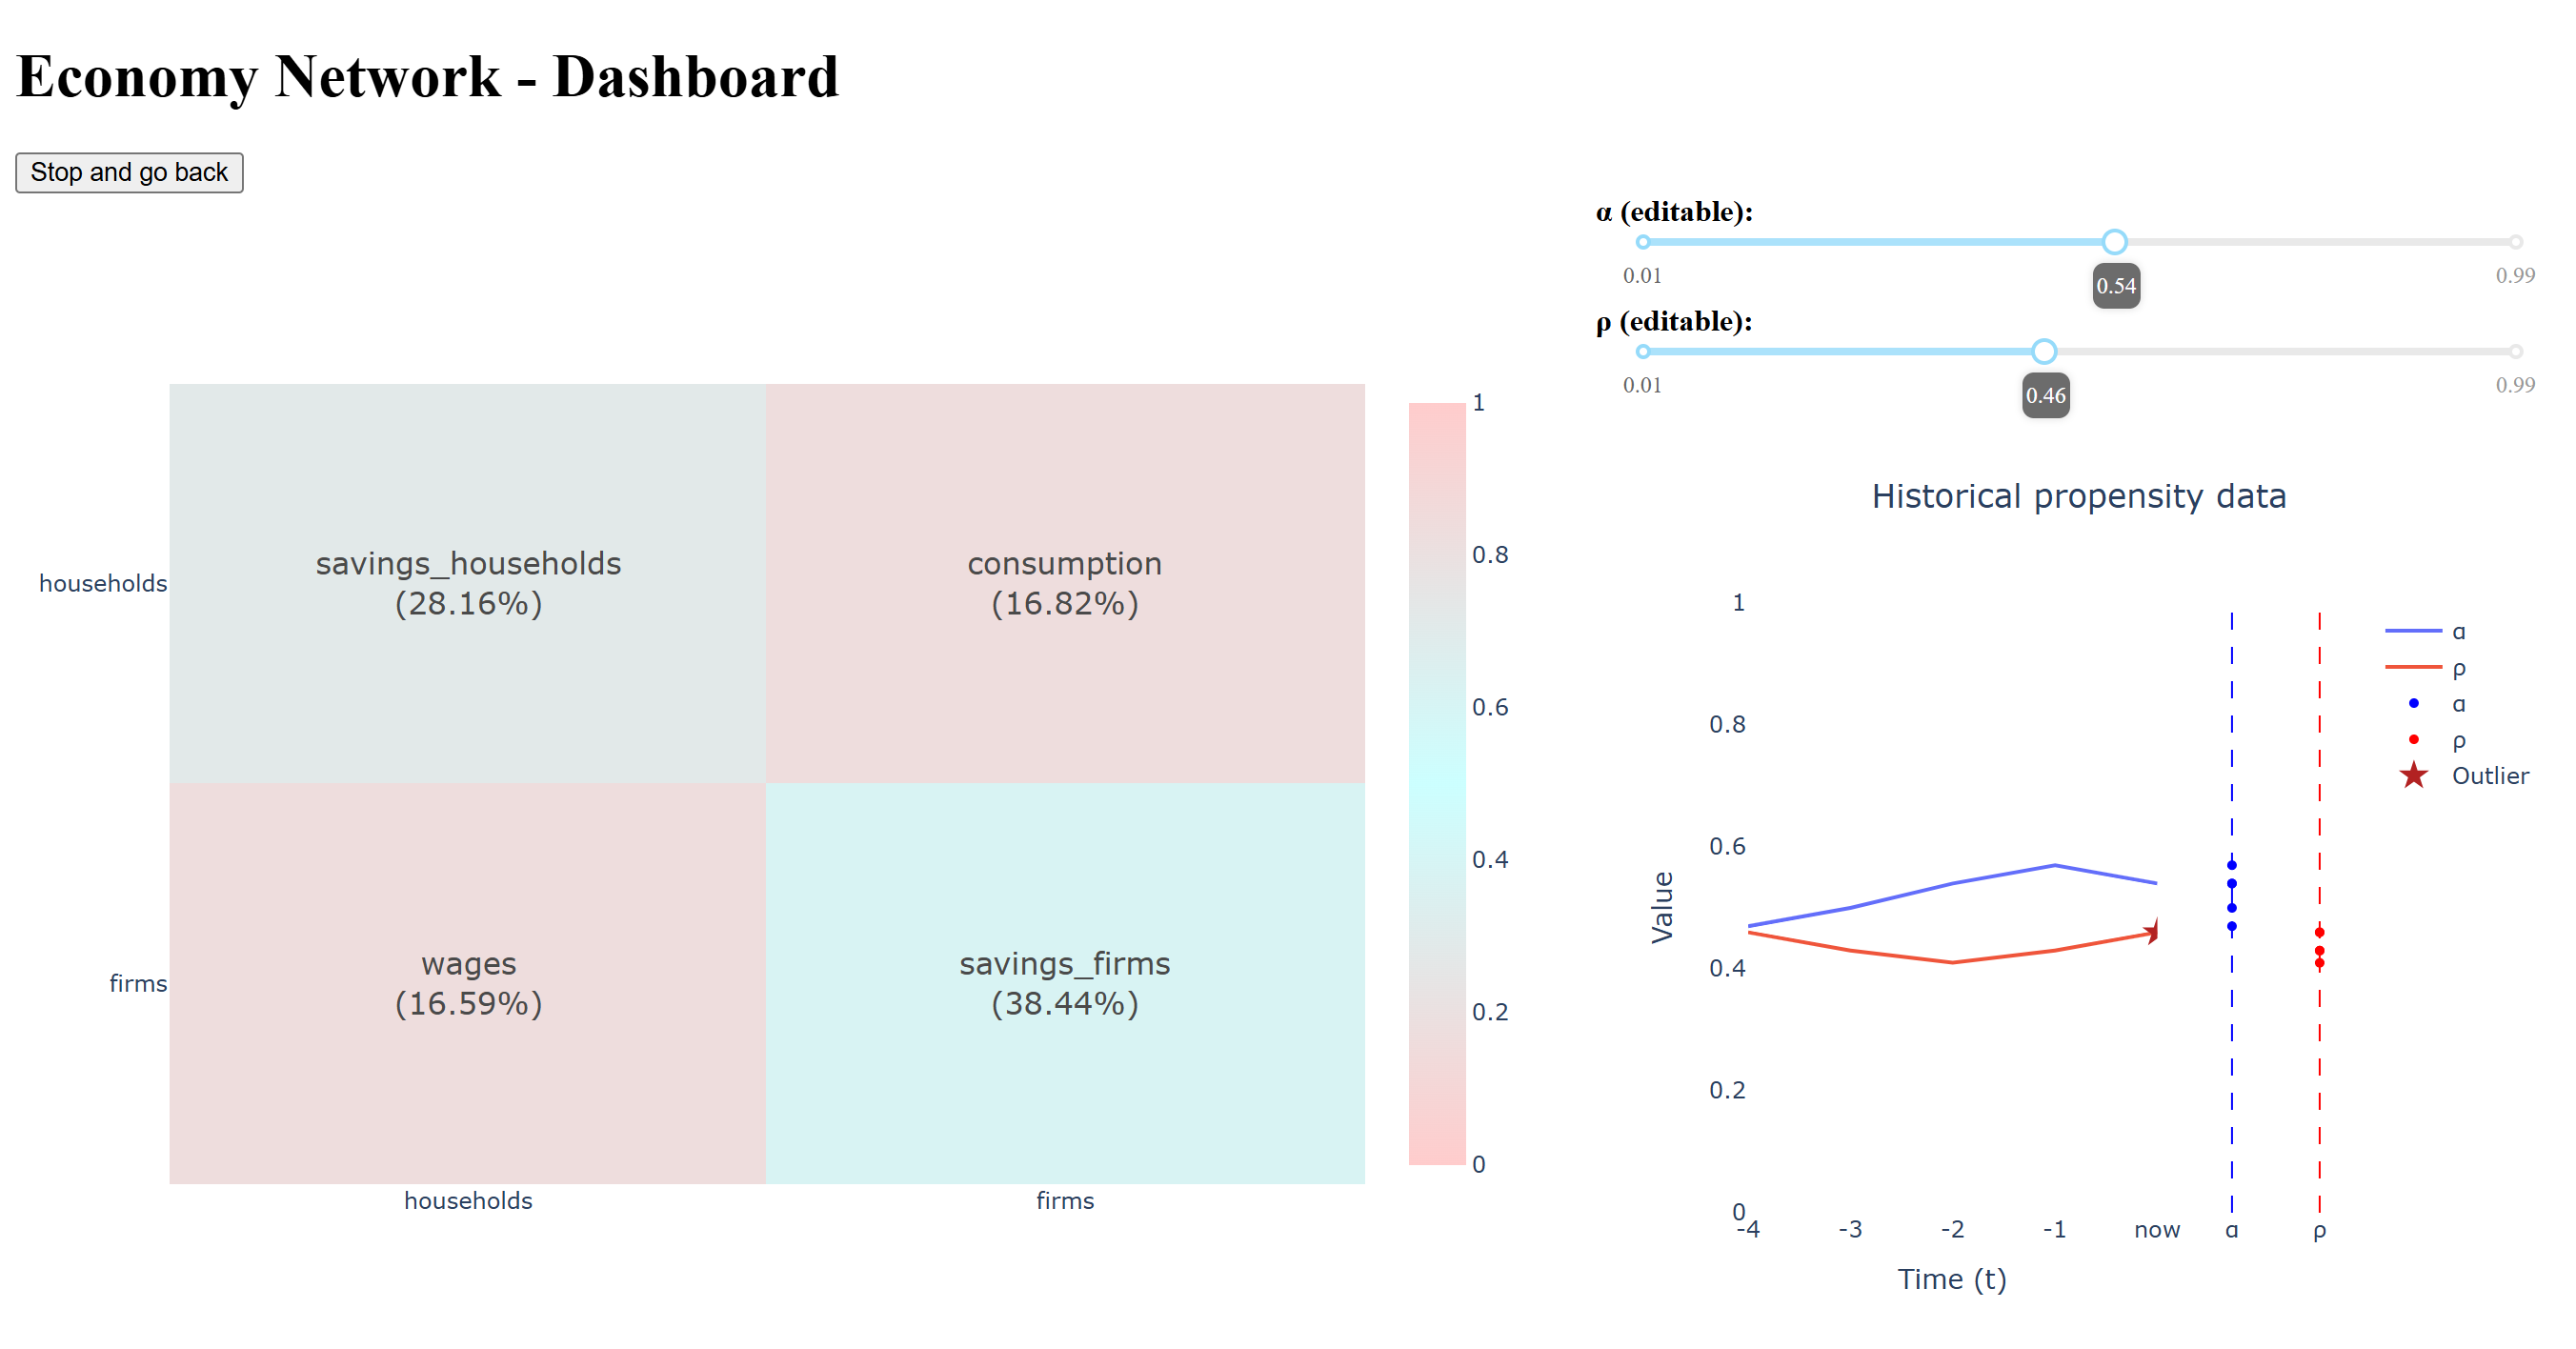 Economy Network - Dashboard
Stop and go back
α (editable):
0.01
0.99
0.54
ρ (editable):
0.01
0.99
0.46
households
firms
savings_households
(28.16%)
consumption
(16.82%)
wages
(16.59%)
savings_firms
(38.44%)
households
firms
1
0.8
0.6
0.4
0.2
0
Historical propensity data
Value
1
0.8
0.6
0.4
0.2
0
-4
-3
-2
-1
now
α
ρ
Time (t)
α
ρ
α
ρ
Outlier